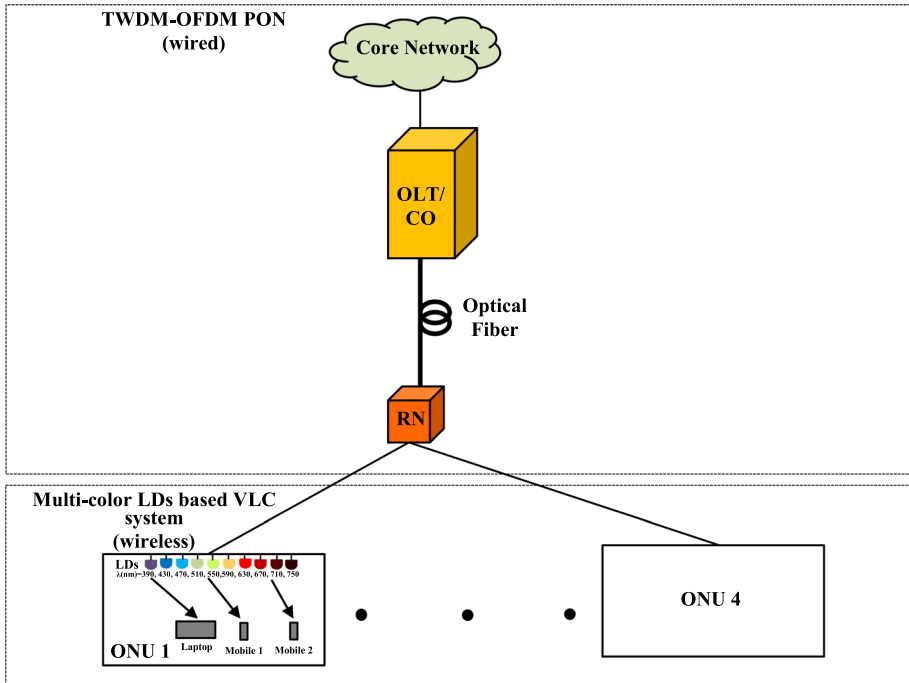 TWDM-OFDM PON
(wired)
Core Network
OLT/
CO
Optical
Fiber
RN
Multi-color LDs based VLC
system
(wireless)
LDs
λ(nm)=390, 430, 470, 510, 550,590, 630, 670, 710, 750
Laptop
Mobile 1
Mobile 2
ONU 1
ONU 4